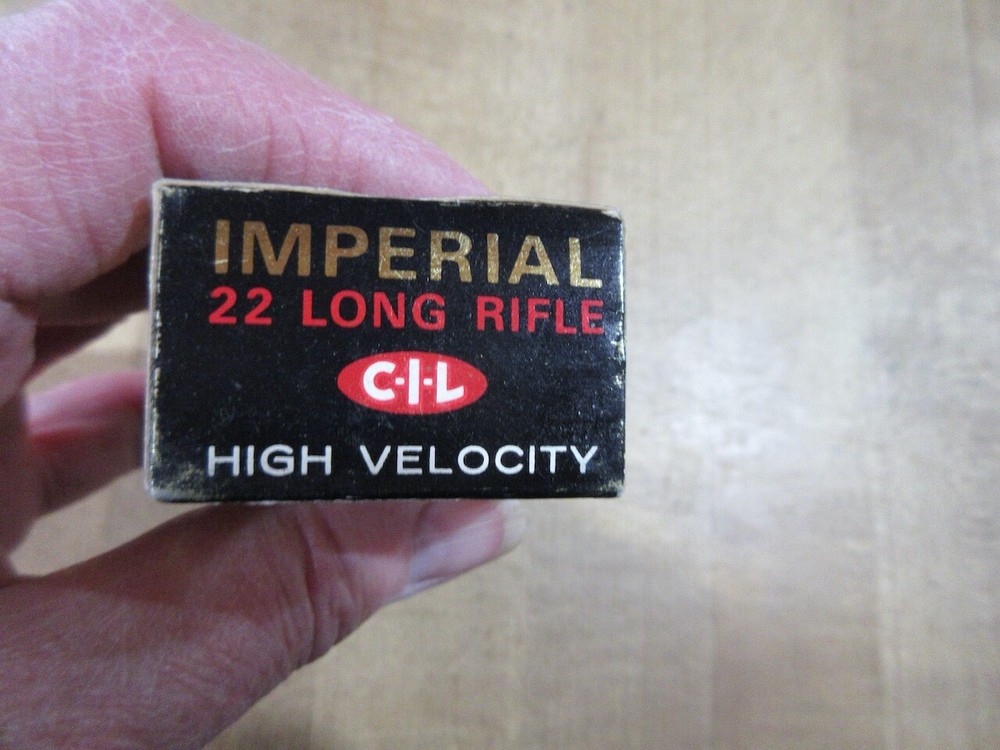 IMPERIAL
22 LONG RIFLE
C-I-L
HIGH VELOCITY